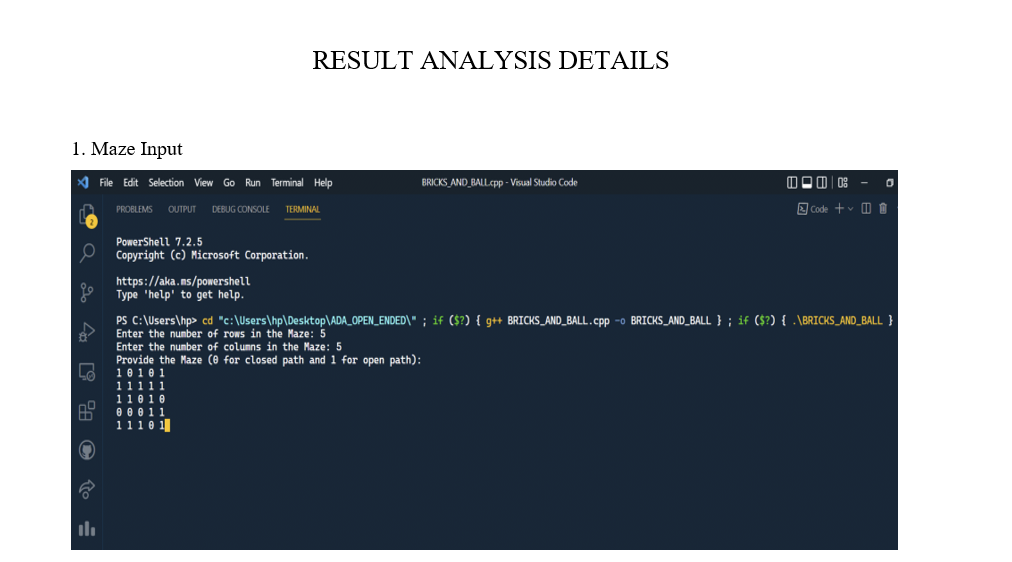 RESULT ANALYSIS DETAILS
1. Maze Input
File Edit Selection View Go Run Terminal Help BRICKS_AND_BALL.cpp - Visual Studio Code
PROBLEMS OUTPUT DEBUG CONSOLE TERMINAL Code
2
PowerShell 7.2.5
Copyright (c) Microsoft Corporation.
https://aka.ms/powershell
Type 'help' to get help.
PS C:\Users\hp> cd "c:\Users\hp\Desktop\ADA_OPEN_ENDED\" ; if ($?) { g++ BRICKS_AND_BALL.cpp -o BRICKS_AND_BALL } ; if ($?) { .\BRICKS_AND_BALL }
Enter the number of rows in the Maze: 5
Enter the number of columns in the Maze: 5
Provide the Maze (0 for closed path and 1 for open path):
1 0 1 0 1
1 1 1 1 1
1 1 0 1 0
0 0 0 1 1
1 1 1 0 1